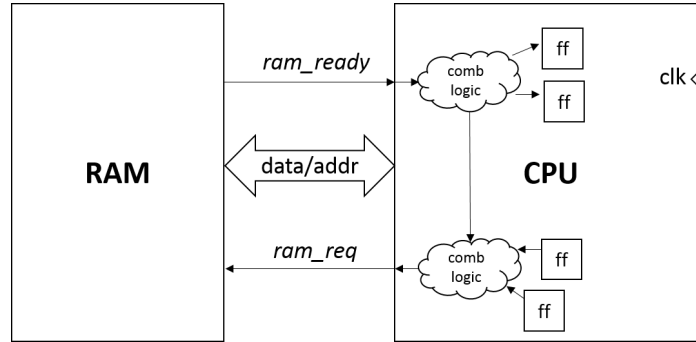 ram_ready
comb
logic
ff
ff
clk
RAM
data/addr
CPU
ram_req
comb
logic
ff
ff